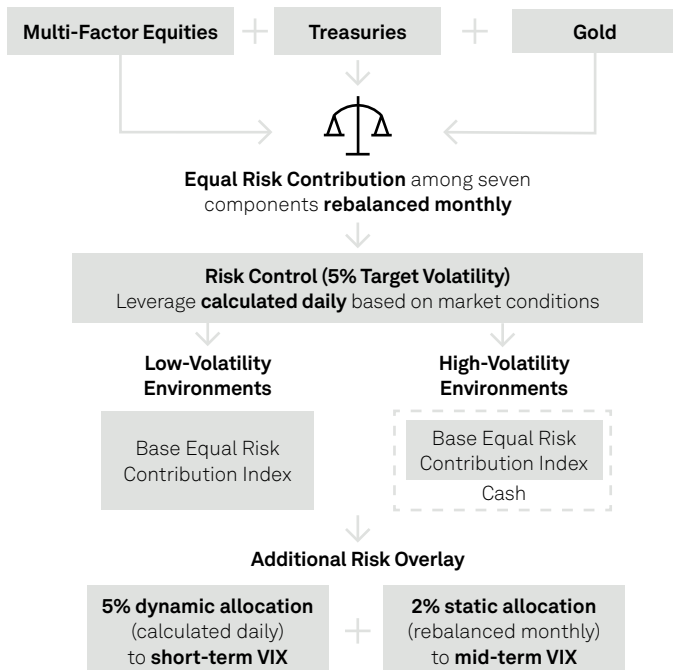 Multi-Factor Equities + Treasuries + Gold
Equal Risk Contribution among seven
components rebalanced monthly
Risk Control (5% Target Volatility)
Leverage calculated daily based on market conditions
Low-Volatility
Environments
High-Volatility
Environments
Base Equal Risk
Contribution Index
Base Equal Risk
Contribution Index
Cash
Additional Risk Overlay
5% dynamic allocation
(calculated daily)
to short-term VIX
+
2% static allocation
(rebalanced monthly)
to mid-term VIX